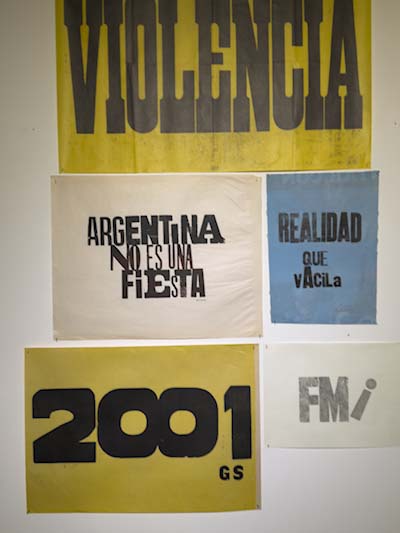 VIOLENCIA
ARGENTINA
NO ES UNA
FiESTA
REALIDAD
QUE
VACiLa
2001
GS
FMi